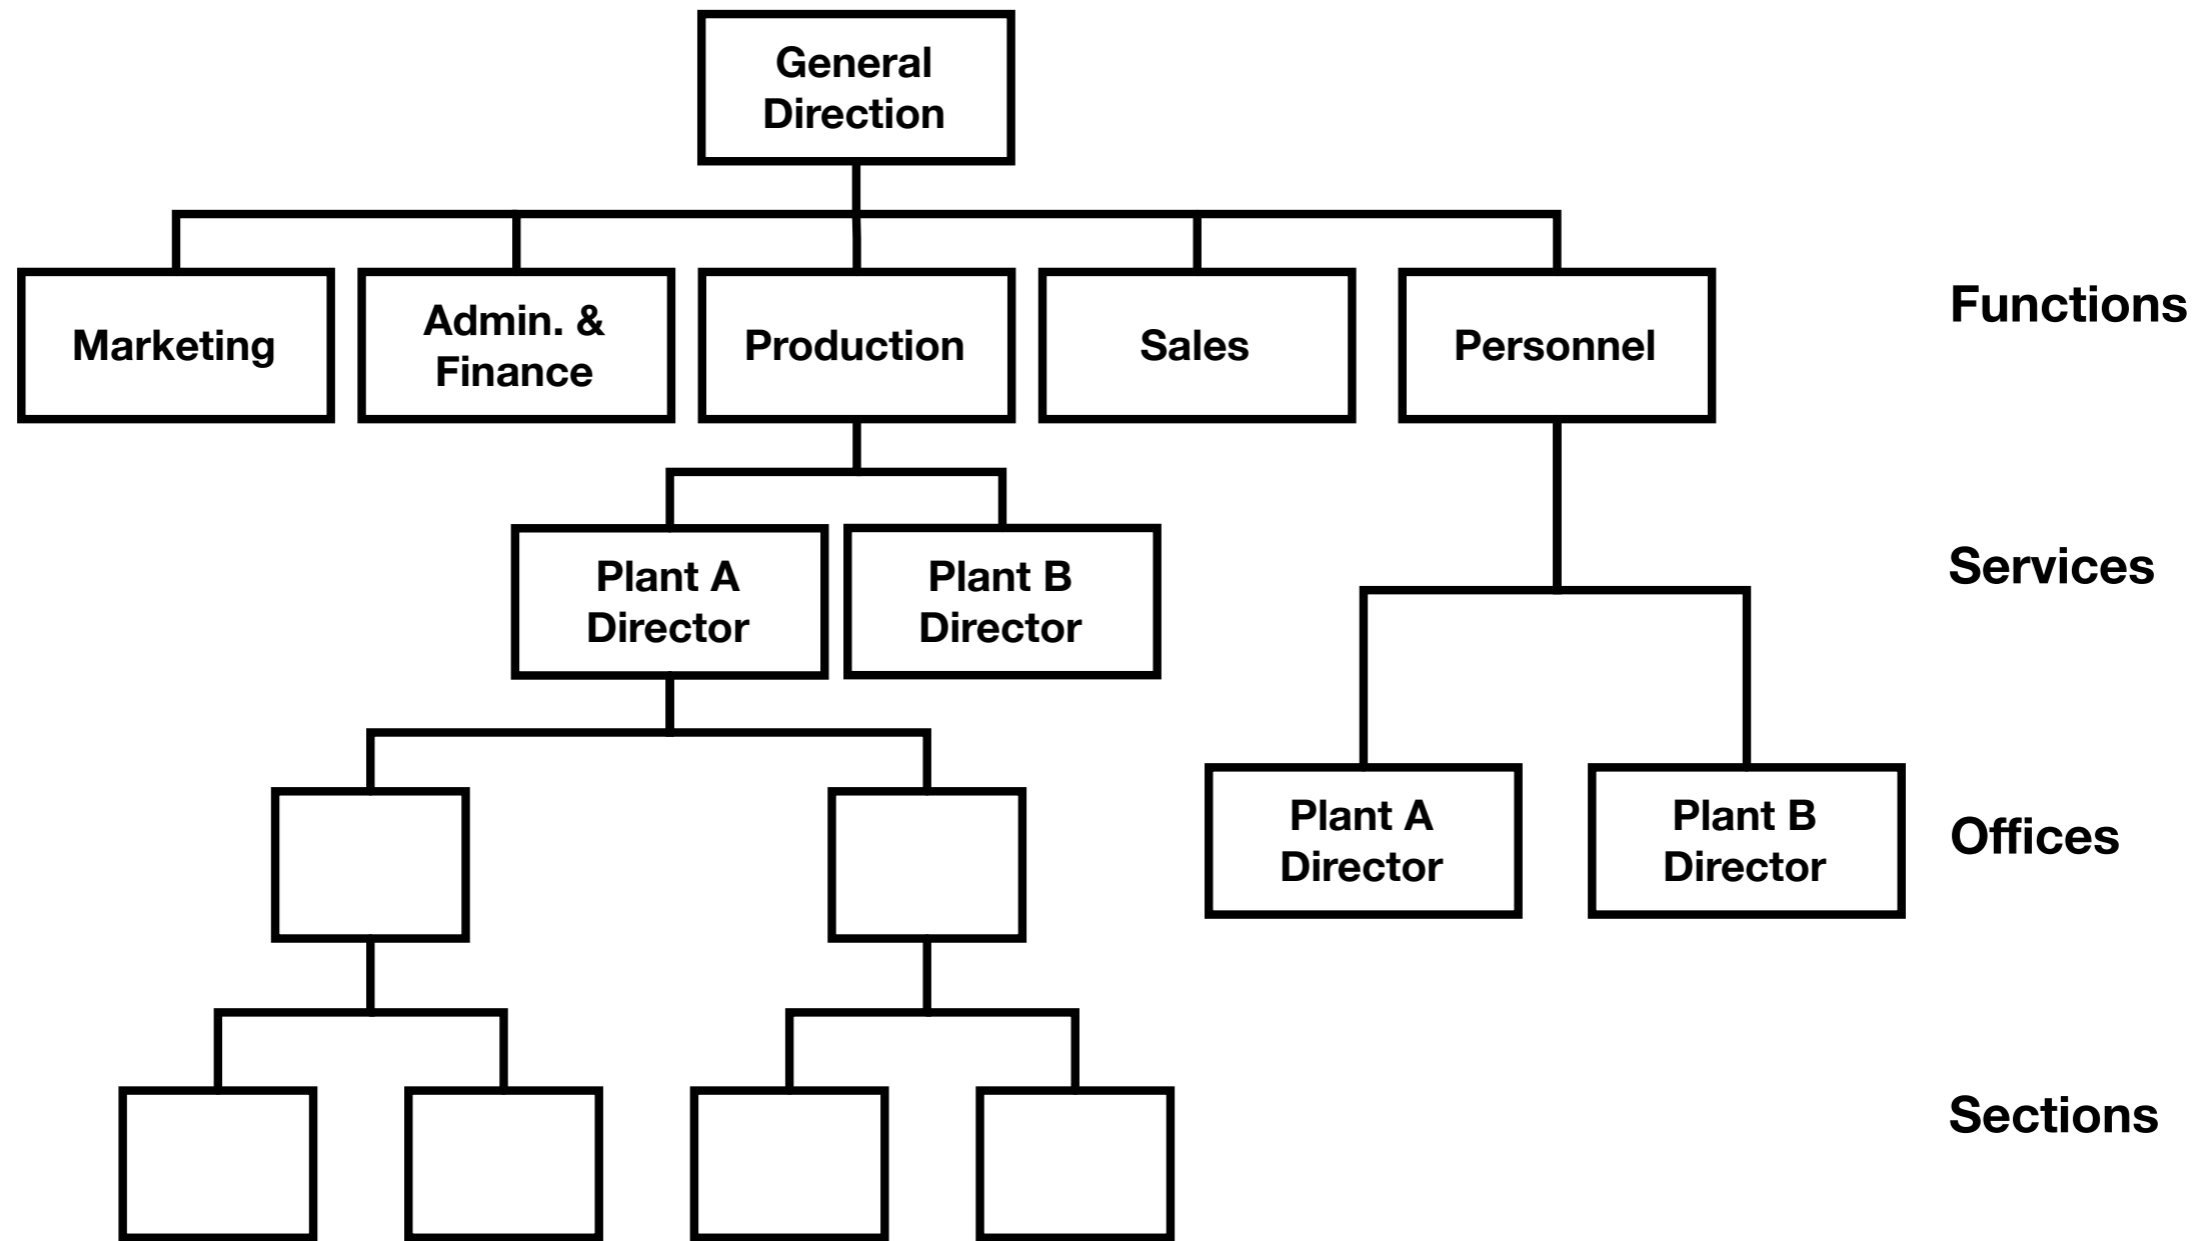 General
Direction
Marketing
Admin. &
Finance
Production
Sales
Personnel
Functions
Plant A
Director
Plant B
Director
Services
Plant A
Director
Plant B
Director
Offices
Sections